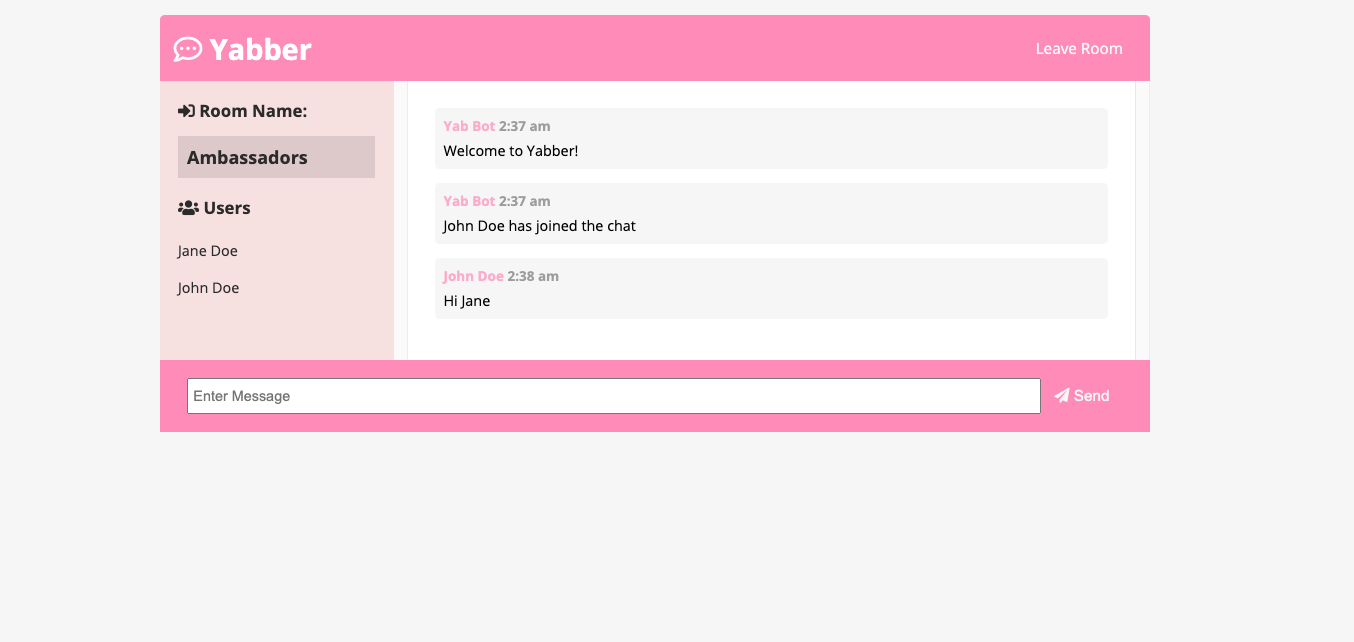 Yabber
Leave Room
Room Name:
Ambassadors
Users
Jane Doe
John Doe
Yab Bot 2:37 am
Welcome to Yabber!
Yab Bot 2:37 am
John Doe has joined the chat
John Doe 2:38 am
Hi Jane
Enter Message
Send